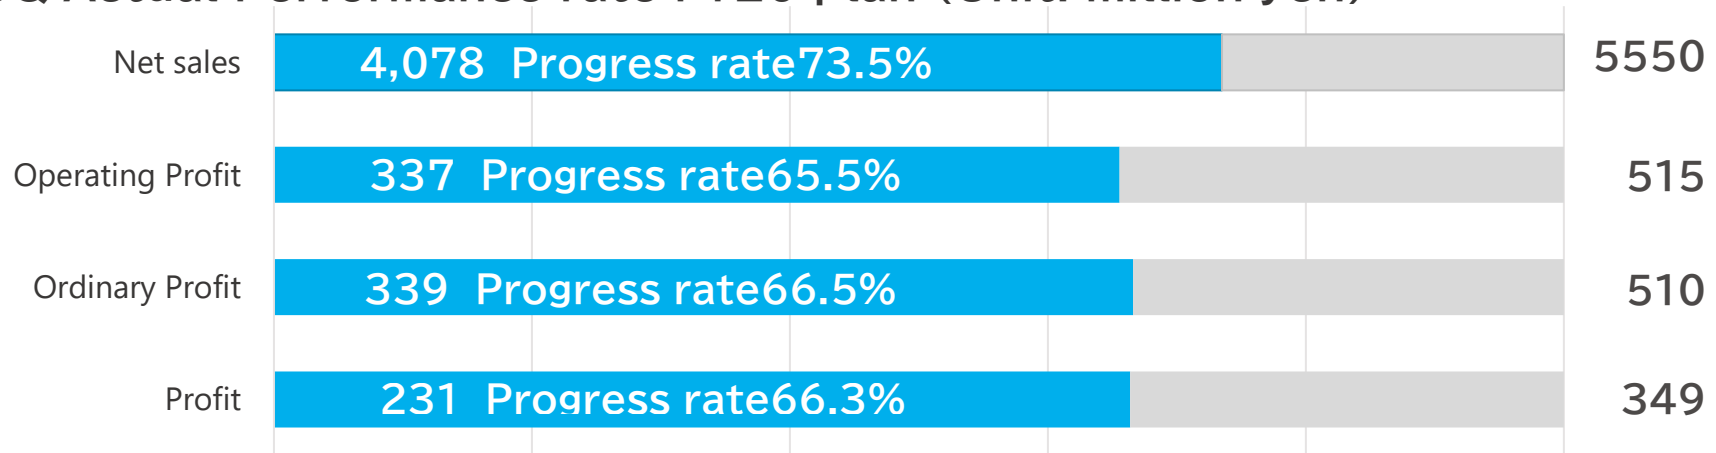 Net sales 4,078 Progress rate73.5% 5550
Operating Profit 337 Progress rate65.5% 515
Ordinary Profit 339 Progress rate66.5% 510
Profit 231 Progress rate66.3% 349